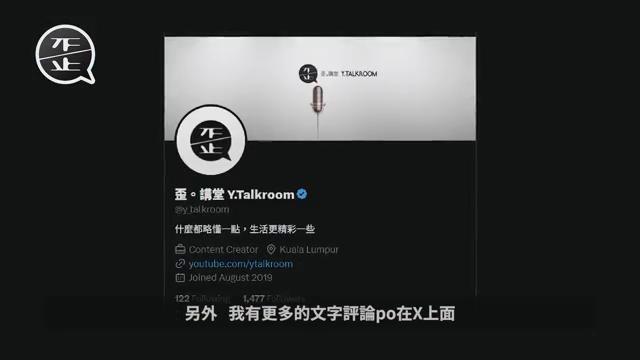 歪
歪。講堂 Y.TALKROOM
歪
歪。講堂 Y.Talkroom
@y_talkroom
什麼都略懂一點，生活更精彩一些
Content Creator Kuala Lumpur
youtube.com/ytalkroom
Joined August 2019
122 Following 1,477 Followers
另外 我有更多的文字評論po在X上面